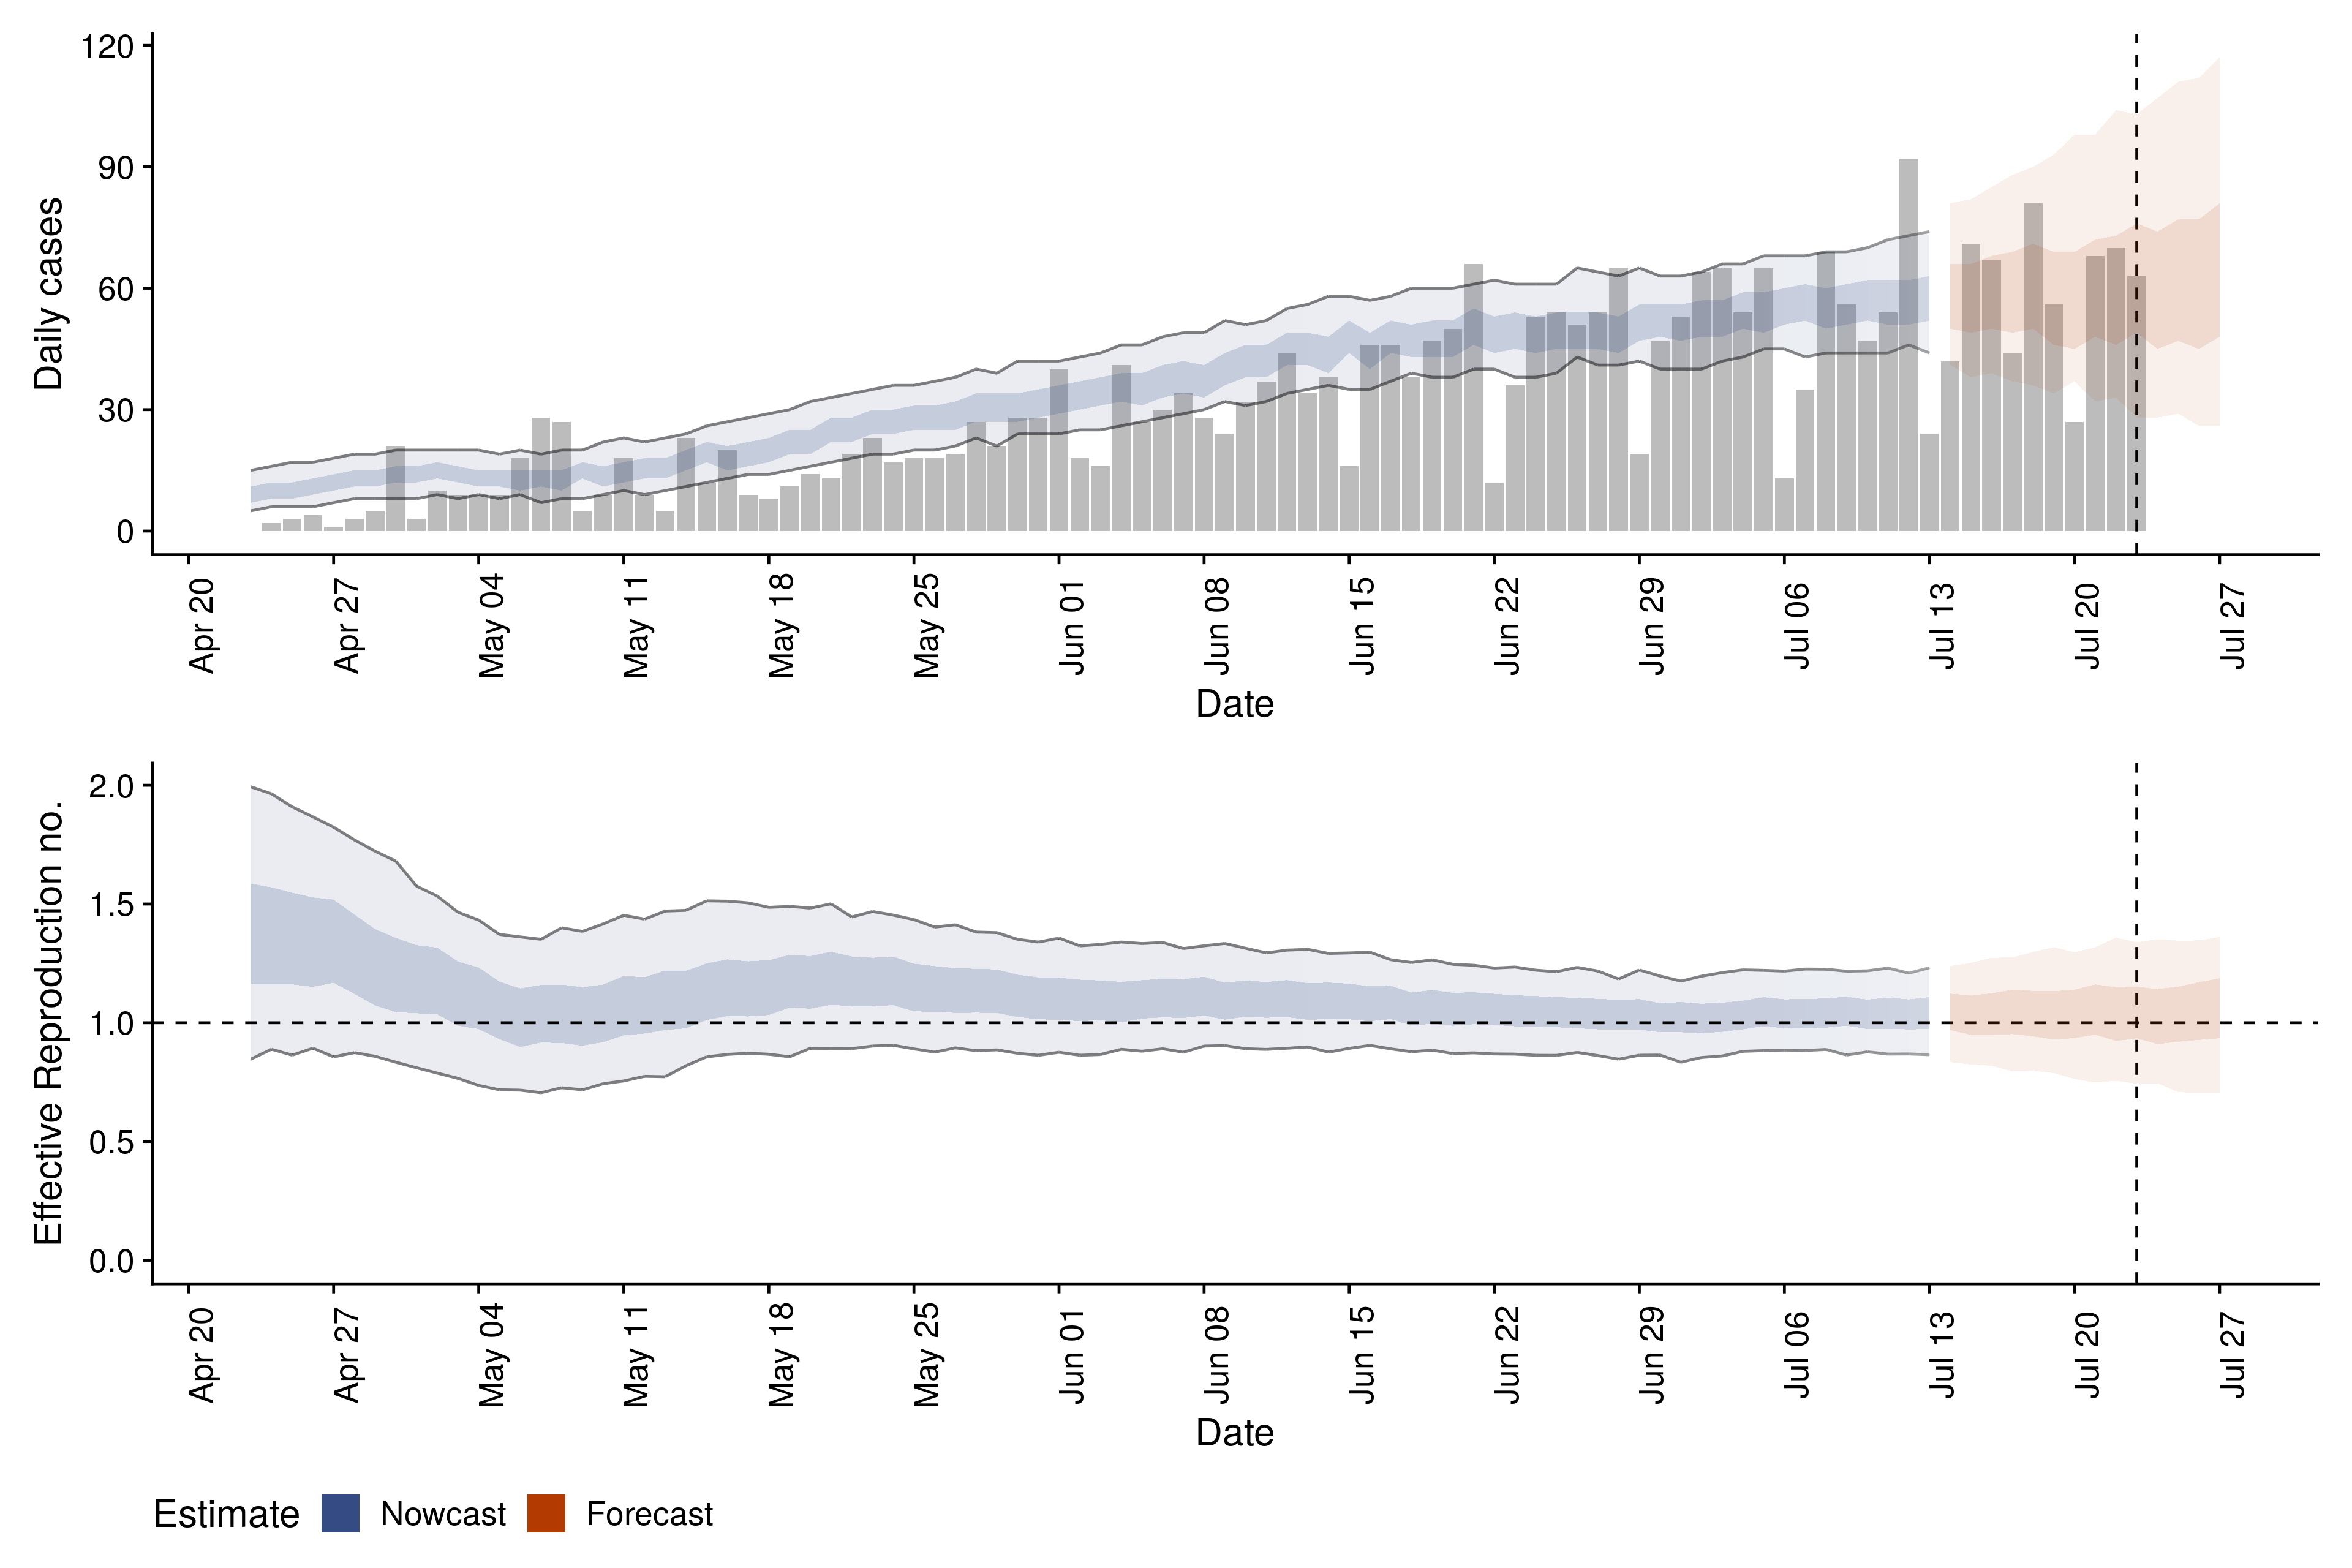 120
90
60
30
0
Daily cases
Apr 20
Apr 27
May 04
May 11
May 18
May 25
Jun 01
Jun 08
Jun 15
Jun 22
Jun 29
Jul 06
Jul 13
Jul 20
Jul 27
Date
2.0
1.5
1.0
0.5
0.0
Effective Reproduction no.
Apr 20
Apr 27
May 04
May 11
May 18
May 25
Jun 01
Jun 08
Jun 15
Jun 22
Jun 29
Jul 06
Jul 13
Jul 20
Jul 27
Date
Estimate Nowcast Forecast